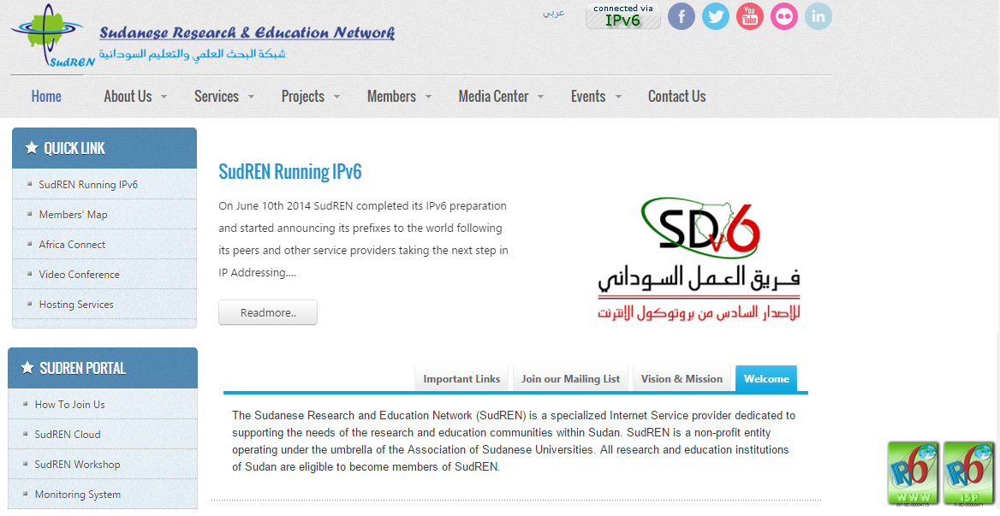 عربي
connected via
IPv6
You
Tube
in
Sudanese Research & Education Network
شبكة البحث العلمي والتعليم السودانية
SudREN
Home
About Us
Services
Projects
Members
Media Center
Events
Contact Us
QUICK LINK
SudREN Running IPv6
Members' Map
Africa Connect
Video Conference
Hosting Services
SUDREN PORTAL
How To Join Us
SudREN Cloud
SudREN Workshop
Monitoring System
SudREN Running IPv6
On June 10th 2014 SudREN completed its IPv6 preparation
and started announcing its prefixes to the world following
its peers and other service providers taking the next step in
IP Addressing....
Readmore..
SDv6
فريق العمل السوداني
للاصدار السادس من بروتوكول الانترنت
Important Links
Join our Mailing List
Vision & Mission
Welcome
The Sudanese Research and Education Network (SudREN) is a specialized Internet Service provider dedicated to
supporting the needs of the research and education communities within Sudan. SudREN is a non-profit entity
operating under the umbrella of the Association of Sudanese Universities. All research and education institutions
of Sudan are eligible to become members of SudREN.
IPv6
WWW
IPv6
ISP